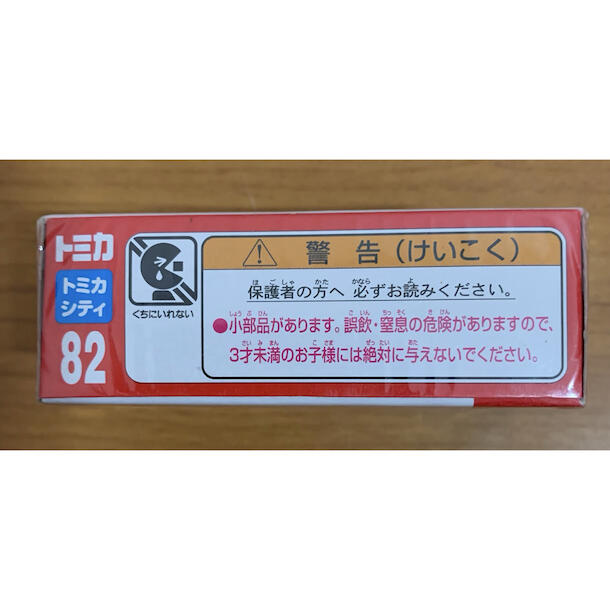 トミカ
トミカ
シティ
82
くちにいれない
警告(けいこく)
保護者の方へ 必ずお読みください。
●小部品があります。誤飲・窒息の危険がありますので、
3才未満のお子様には絶対に与えないでください。